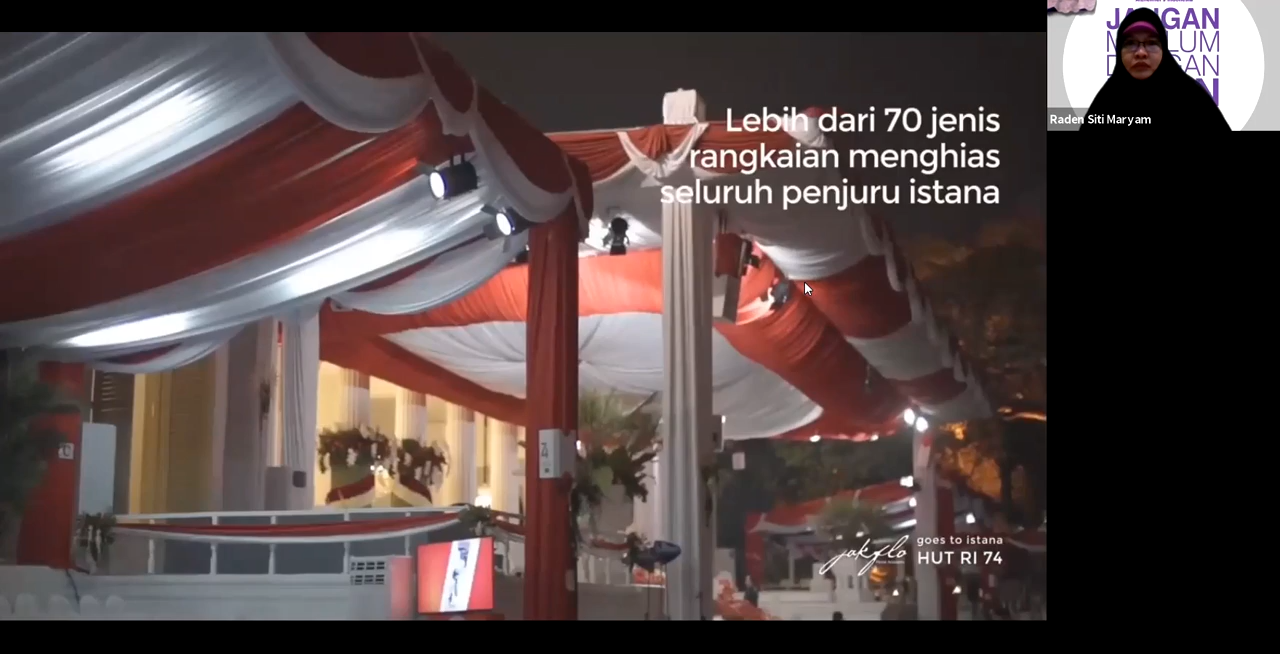 Lebih dari 70 jenis
rangkaian menghias
seluruh penjuru istana
jakflo
goes to istana
HUT RI 74
JANGAN
Raden Siti Maryam